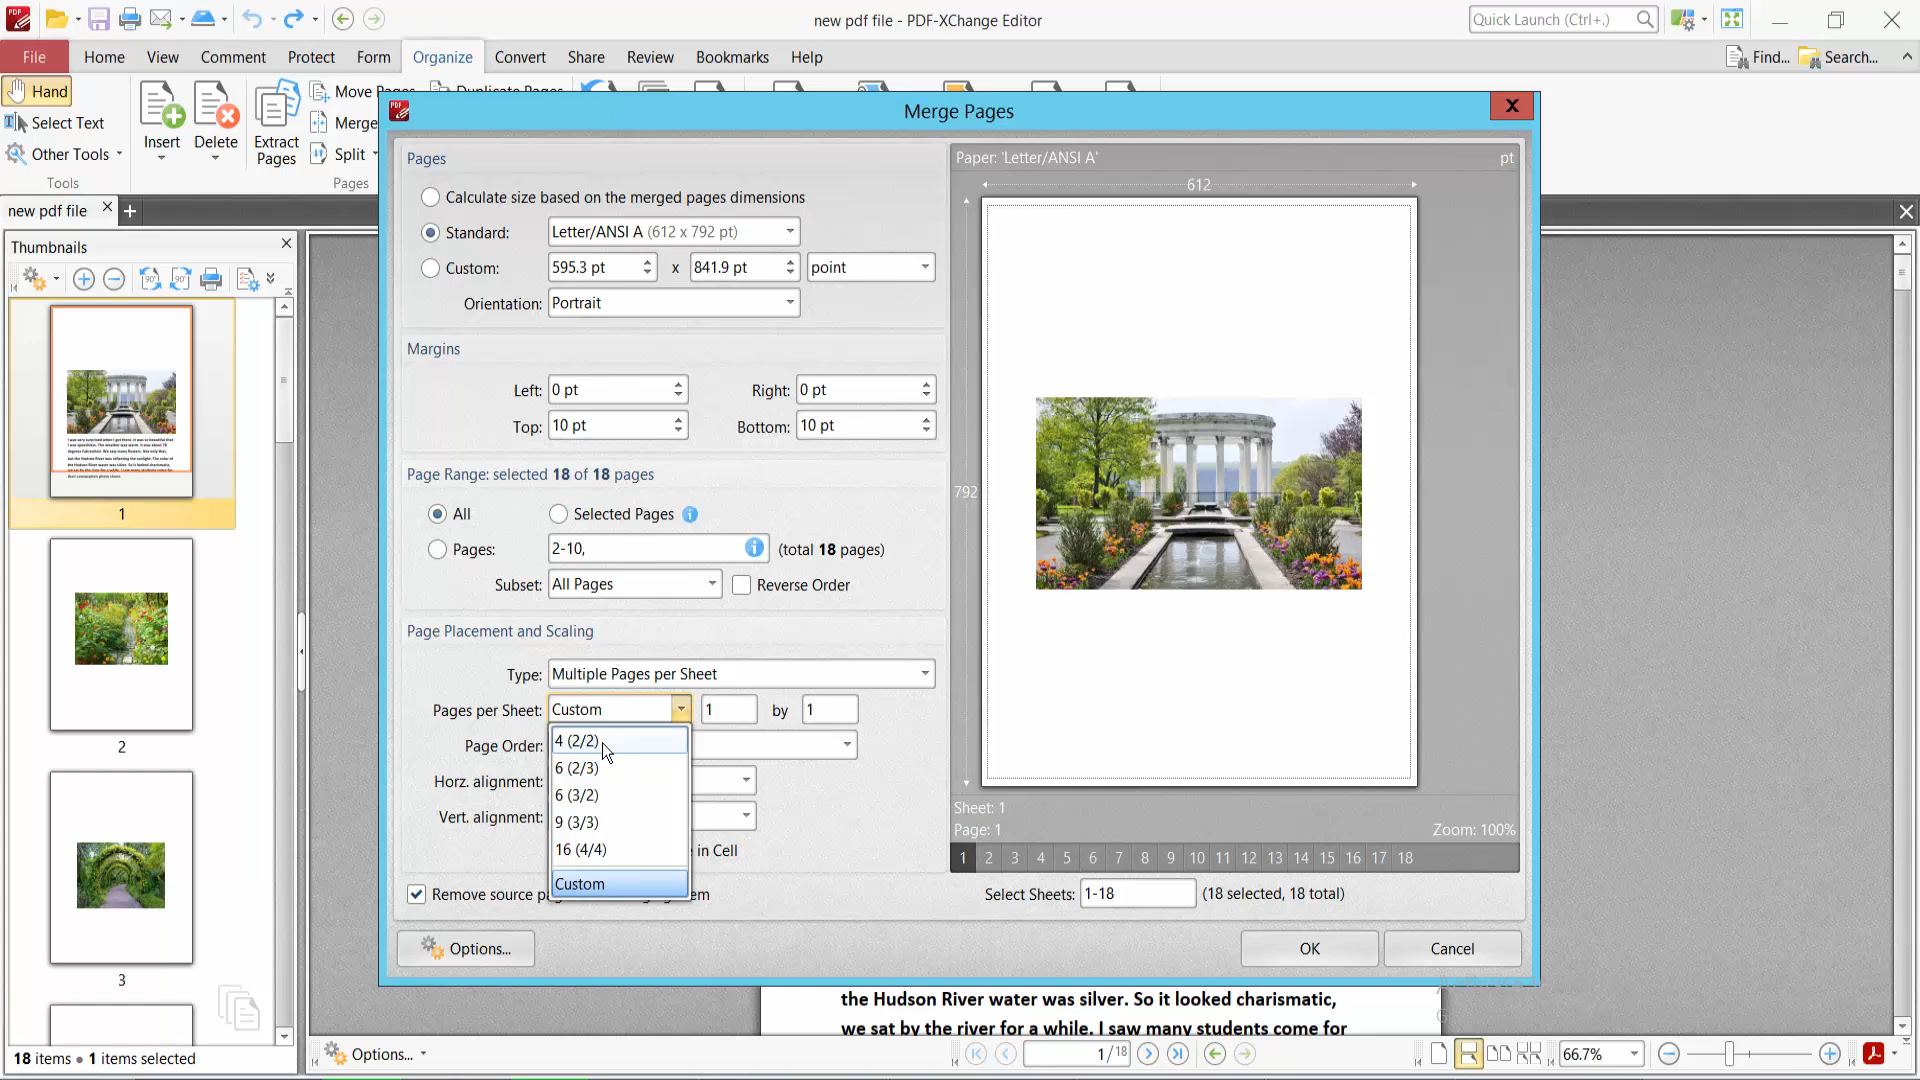 new pdf file - PDF-XChange Editor
Quick Launch (Ctrl+.)
File
Home
View
Comment
Protect
Form
Organize
Convert
Share
Review
Bookmarks
Help
Find...
Search...
Hand
Select Text
Other Tools
Tools
Insert
Delete
Extract
Pages
Move Pages
Merge
Split
Duplicate Pages
Pages
new pdf file
Thumbnails
1
2
3
18 items • 1 items selected
Merge Pages
Pages
Calculate size based on the merged pages dimensions
Standard: Letter/ANSI A (612 x 792 pt)
Custom: 595.3 pt x 841.9 pt point
Orientation: Portrait
Margins
Left: 0 pt Right: 0 pt
Top: 10 pt Bottom: 10 pt
Page Range: selected 18 of 18 pages
All Selected Pages
Pages: 2-10, (total 18 pages)
Subset: All Pages Reverse Order
Page Placement and Scaling
Type: Multiple Pages per Sheet
Pages per Sheet: Custom 1 by 1
Page Order:
Horz. alignment:
Vert. alignment:
4 (2/2)
6 (2/3)
6 (3/2)
9 (3/3)
16 (4/4)
Custom
in Cell
Remove source
Options...
Paper: 'Letter/ANSI A' pt
612
792
Sheet: 1
Page: 1
Zoom: 100%
1 2 3 4 5 6 7 8 9 10 11 12 13 14 15 16 17 18
Select Sheets: 1-18 (18 selected, 18 total)
OK
Cancel
the Hudson River water was silver. So it looked charismatic,
we sat by the river for a while. I saw many students come for
Options...
1 / 18
66.7%